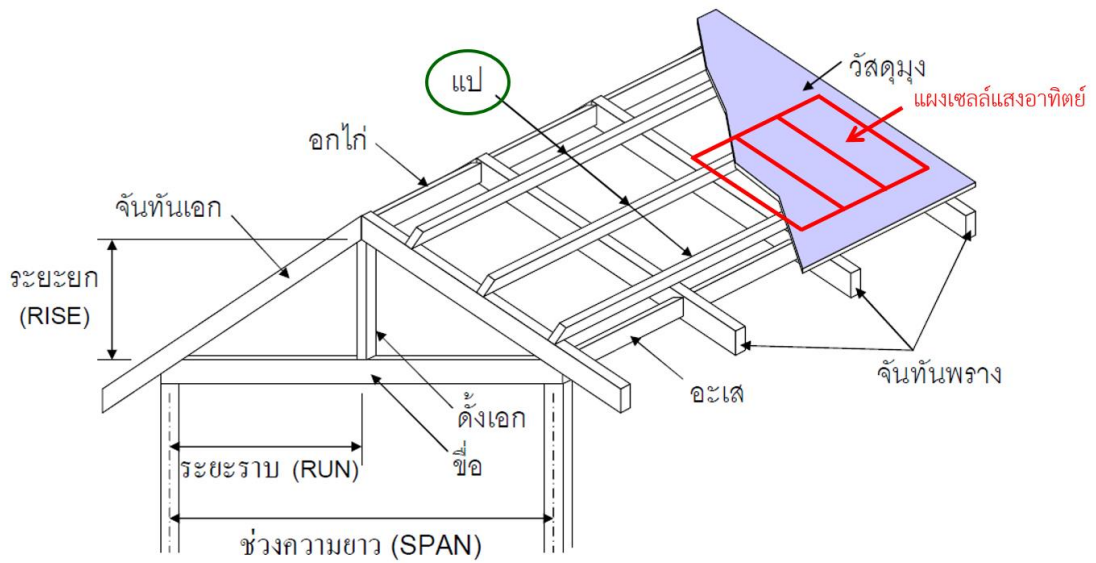 วัสดุมุง
แผงเซลล์แสงอาทิตย์
แป
อกไก่
จันทันเอก
ระยะยก
(RISE)
จันทันพราง
อะเส
ดั้งเอก
ขื่อ
ระยะราบ (RUN)
ช่วงความยาว (SPAN)